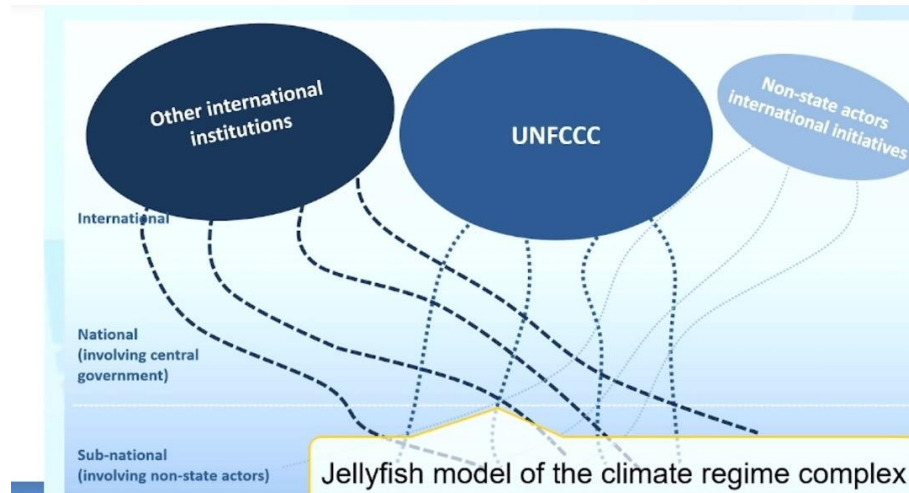 Other international
institutions
UNFCCC
Non-state actors
international initiatives
International
National
(involving central
government)
Sub-national
(involving non-state actors)
Jellyfish model of the climate regime complex